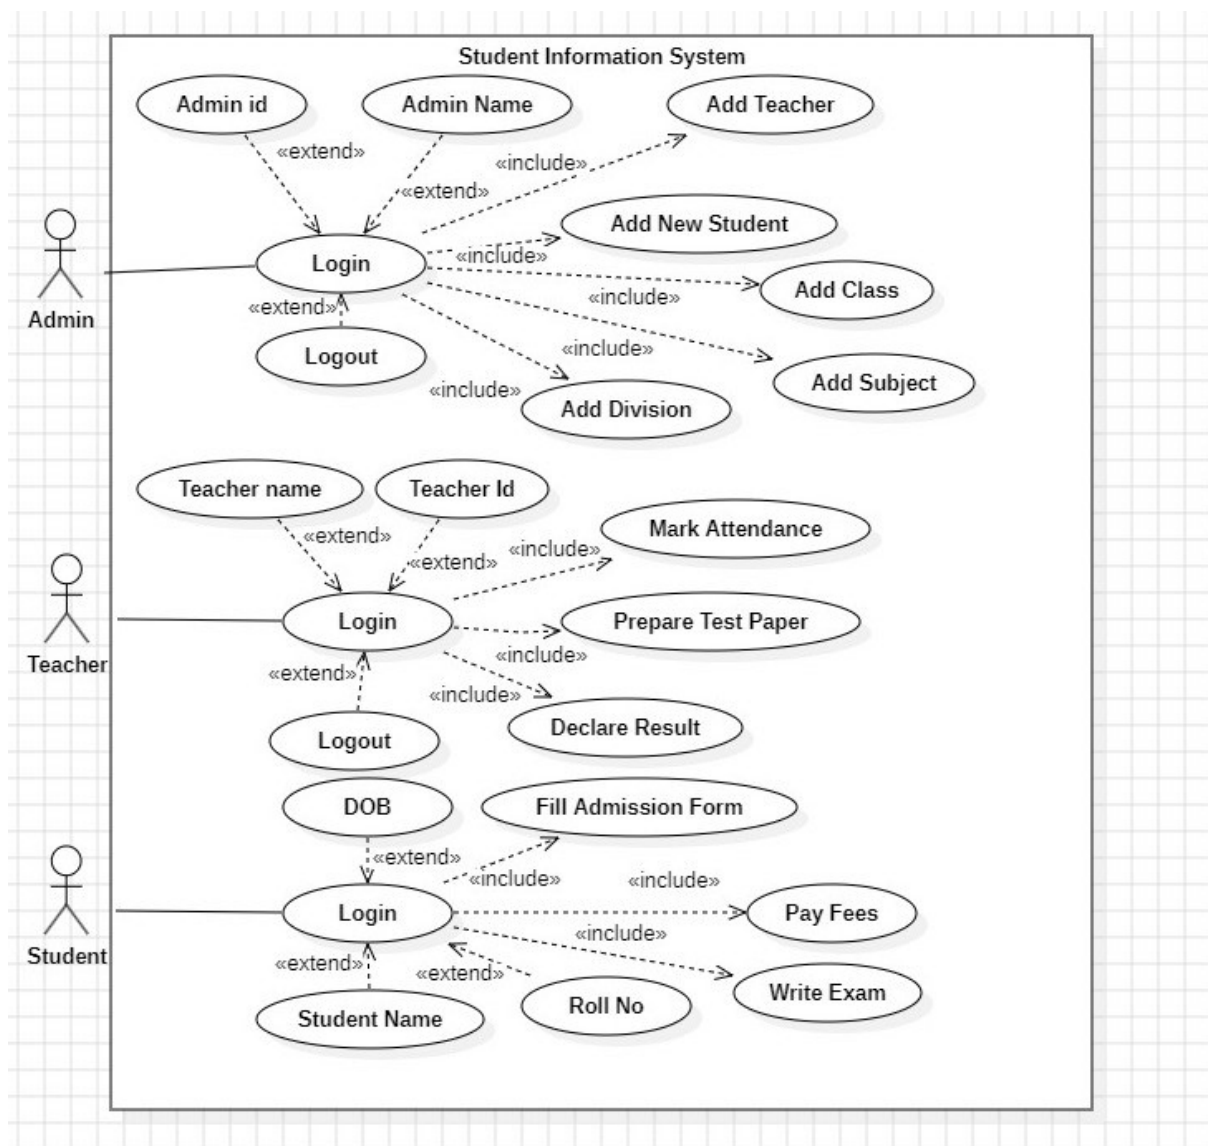 Student Information System
Admin id
Admin Name
Add Teacher
«extend»
«include»
«extend»
Add New Student
Login
«include»
Add Class
«include»
«extend»
Admin
Logout
«include»
Add Subject
«include»
Add Division
Teacher name
Teacher Id
Mark Attendance
«extend»
«include»
«extend»
Login
Prepare Test Paper
«include»
Teacher
«extend»
«include»
Declare Result
Logout
DOB
Fill Admission Form
«extend»
«include»
«include»
Login
Pay Fees
«include»
Student
«extend»
«extend»
Write Exam
Roll No
Student Name